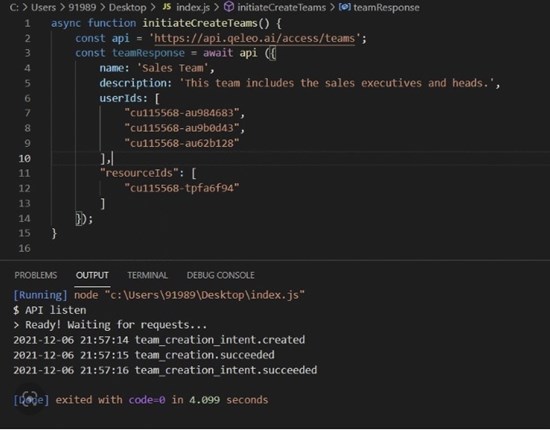 C: > Users > 91989 > Desktop > JS index.js > initiateCreateTeams > teamResponse
1 async function initiateCreateTeams() {
2 const api = 'https://api.qeleo.ai/access/teams';
3 const teamResponse = await api ({
4 name: 'Sales Team',
5 description: 'This team includes the sales executives and heads.',
6 userIds: [
7 "cu115568-au984683",
8 "cu115568-au9b0d43",
9 "cu115568-au62b128"
10 ],
11 "resourceIds": [
12 "cu115568-tpfa6f94"
13 ]
14 });
15 }
16
PROBLEMS OUTPUT TERMINAL DEBUG CONSOLE
[Running] node "c:\Users\91989\Desktop\index.js"
$ API listen
> Ready! Waiting for requests...
2021-12-06 21:57:14 team_creation_intent.created
2021-12-06 21:57:15 team_creation.succeeded
2021-12-06 21:57:16 team_creation_intent.succeeded
[Done] exited with code=0 in 4.099 seconds